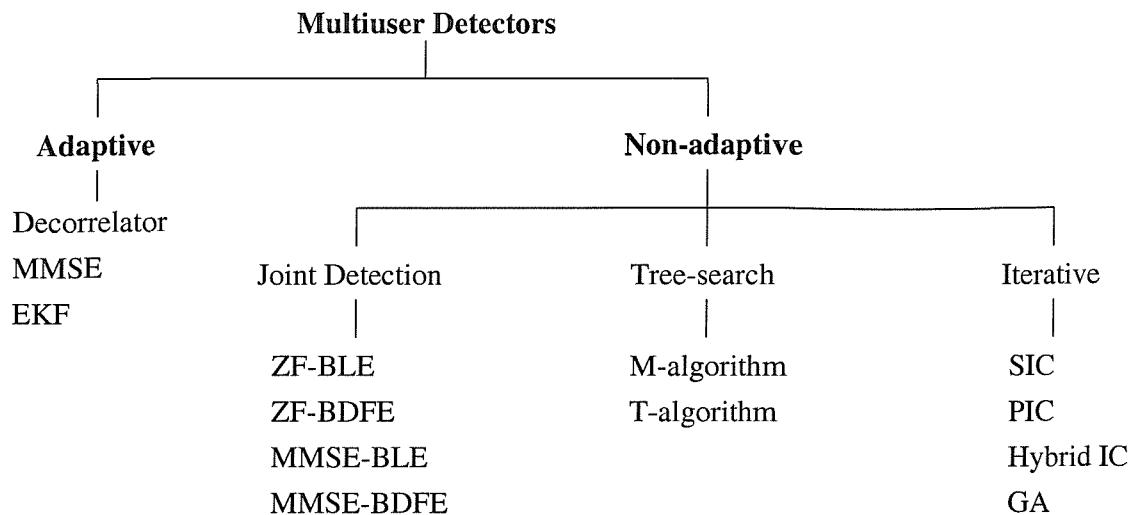 Multiuser Detectors
Adaptive
Non-adaptive
Decorrelator
MMSE
EKF
Joint Detection
Tree-search
Iterative
ZF-BLE
ZF-BDFE
MMSE-BLE
MMSE-BDFE
M-algorithm
T-algorithm
SIC
PIC
Hybrid IC
GA